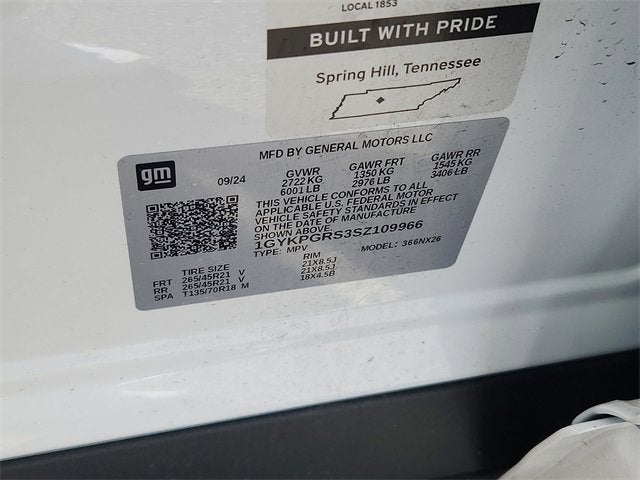 LOCAL 1853
BUILT WITH PRIDE
Spring Hill, Tennessee
MFD BY GENERAL MOTORS LLC
gm
09/24
GVWR GAWR FRT GAWR RR
2722 KG 1350 KG 1545 KG
6001 LB 2976 LB 3406 LB
THIS VEHICLE CONFORMS TO ALL
APPLICABLE U.S. FEDERAL MOTOR
VEHICLE SAFETY STANDARDS IN EFFECT
ON THE DATE OF MANUFACTURE
1GYKPGRS3SZ109966
TYPE: MPV MODEL: 366NX26
TIRE SIZE RIM
FRT 265/45R21 V 21X8.5J
RR 265/45R21 V 21X8.5J
SPA T135/70R18 M 18X4.5B